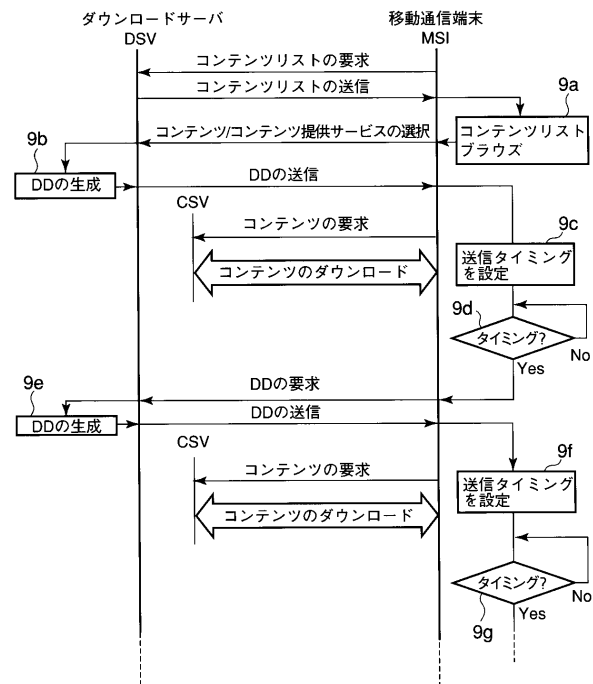 ダウンロードサーバ
DSV
移動通信端末
MSI
コンテンツリストの要求
コンテンツリストの送信
9a
コンテンツリスト
ブラウズ
コンテンツ/コンテンツ提供サービスの選択
9b
DDの生成
DDの送信
CSV
コンテンツの要求
9c
送信タイミング
を設定
コンテンツのダウンロード
9d
タイミング?
No
Yes
DDの要求
9e
DDの生成
DDの送信
CSV
9f
コンテンツの要求
送信タイミング
を設定
コンテンツのダウンロード
タイミング?
No
Yes
9g